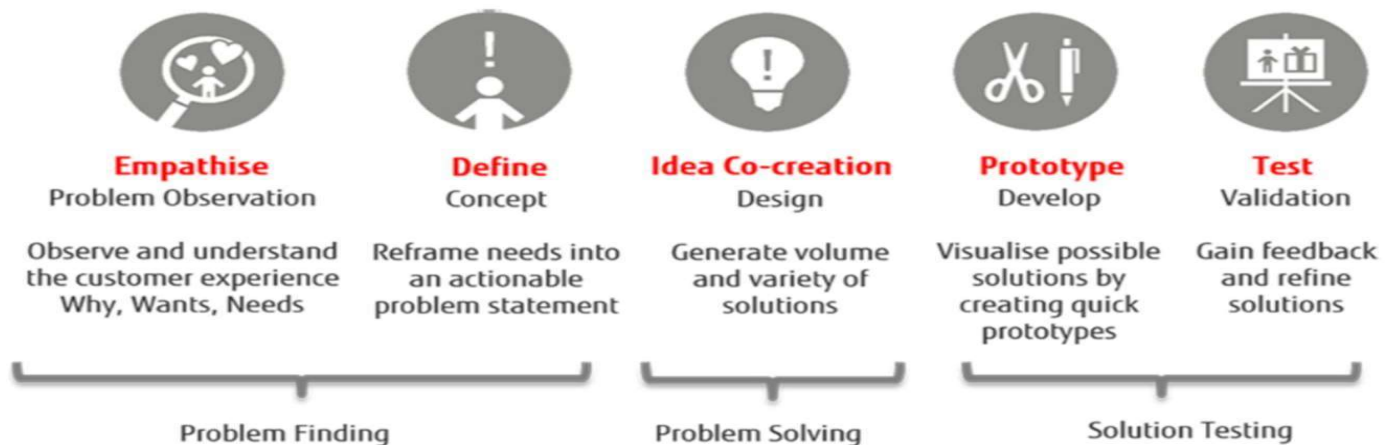 Empathise
Problem Observation
Observe and understand
the customer experience
Why, Wants, Needs
Define
Concept
Reframe needs into
an actionable
problem statement
Idea Co-creation
Design
Generate volume
and variety of
solutions
Prototype
Develop
Visualise possible
solutions by
creating quick
prototypes
Test
Validation
Gain feedback
and refine
solutions
Problem Finding
Problem Solving
Solution Testing